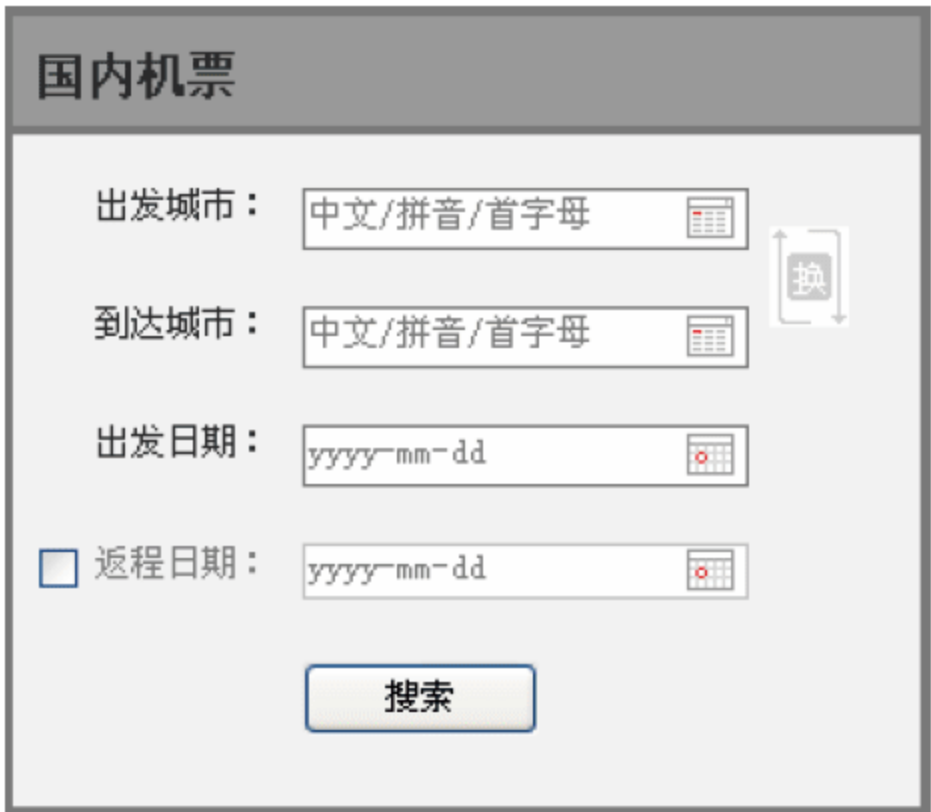 国内机票
出发城市： 中文/拼音/首字母
换
到达城市： 中文/拼音/首字母
出发日期： yyyy-mm-dd
返程日期： yyyy-mm-dd
搜索